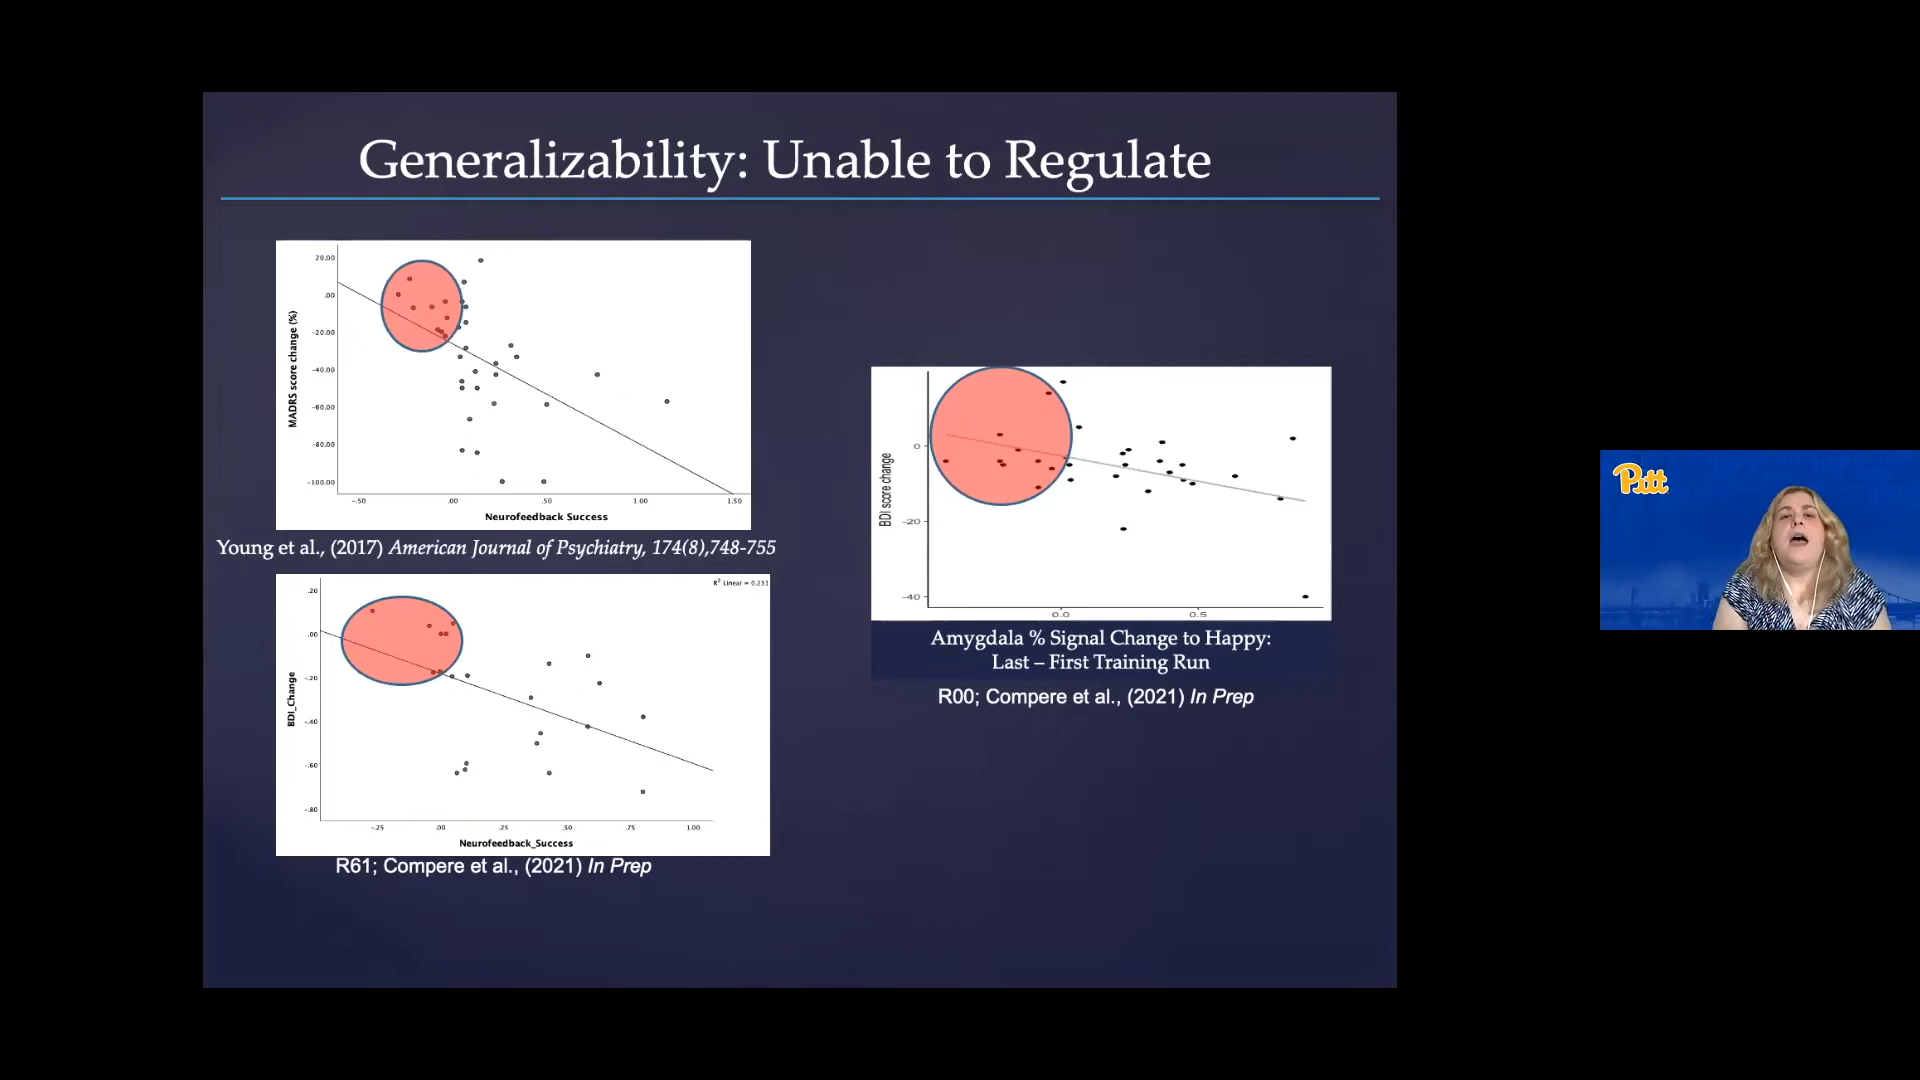 Generalizability: Unable to Regulate
20.00
.00
-20.00
-40.00
-60.00
-80.00
-100.00
MADRS score change (%)
-.50
.00
.50
1.00
1.50
Neurofeedback Success
Young et al., (2017) American Journal of Psychiatry, 174(8),748-755
R² Linear = 0.231
.20
.00
-.20
-.40
-.60
-.80
BDI_Change
-.25
.00
.25
.50
.75
1.00
Neurofeedback_Success
R61; Compere et al., (2021) In Prep
BDI score change
0
-20
-40
0.0
0.5
Amygdala % Signal Change to Happy:
Last – First Training Run
R00; Compere et al., (2021) In Prep
Pitt